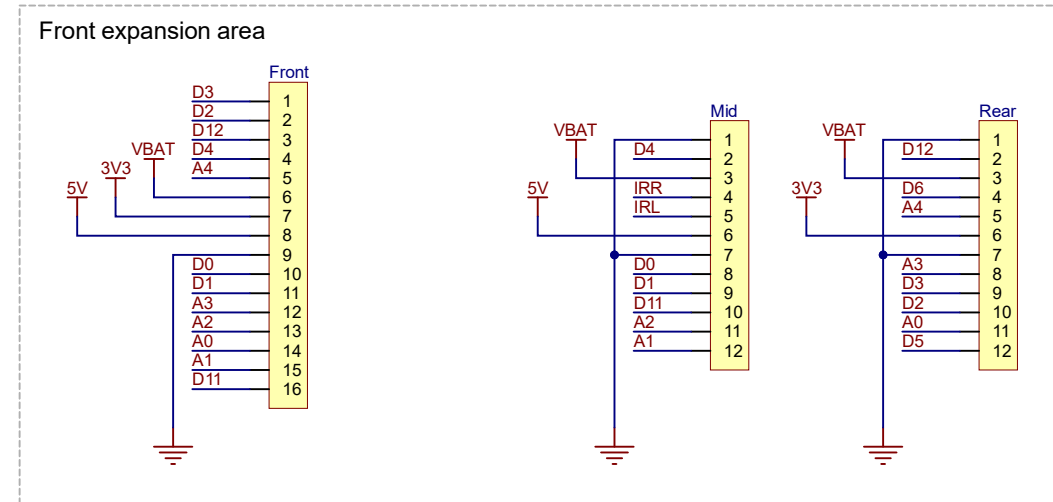 Front expansion area
Front
D3 1
D2 2
D12 3
D4 4
A4 5
VBAT 6
3V3 7
5V 8
9
D0 10
D1 11
A3 12
A2 13
A0 14
A1 15
D11 16
Mid
1
D4 2
VBAT 3
IRR 4
IRL 5
5V 6
7
D0 8
D1 9
D11 10
A2 11
A1 12
Rear
1
D12 2
VBAT 3
D6 4
A4 5
3V3 6
7
A3 8
D3 9
D2 10
A0 11
D5 12